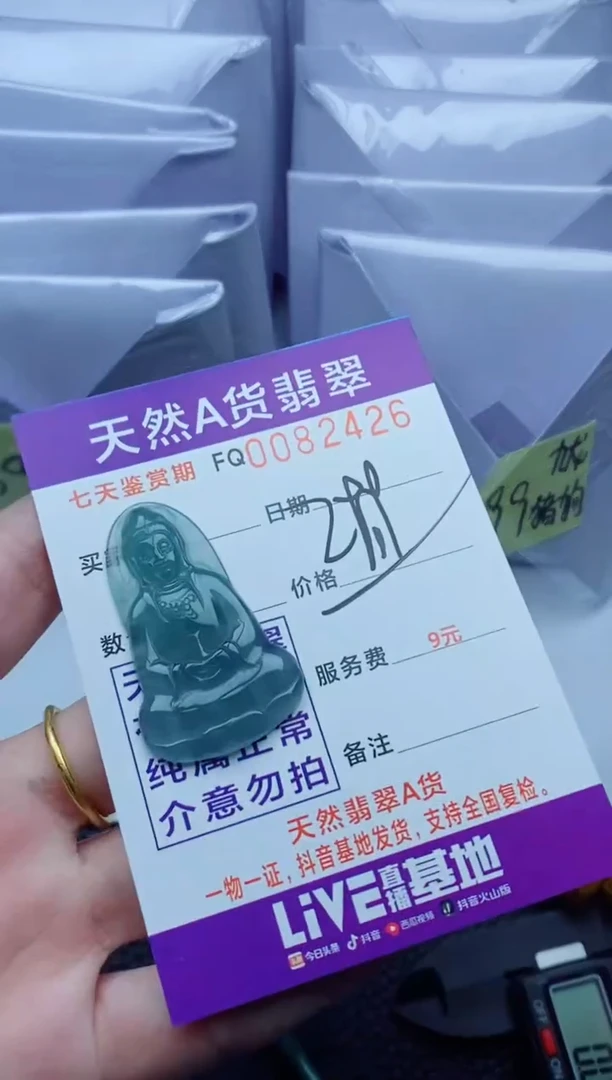 天然A货翡翠
七天鉴赏期 FQ0082426
日期
价格
服务费 9元
备注
纯属正常
介意勿拍
天然翡翠A货
一物一证，抖音基地发货，支持全国复检。
LiVE直播基地
今日头条 抖音 西瓜视频 抖音火山版
99猪狗